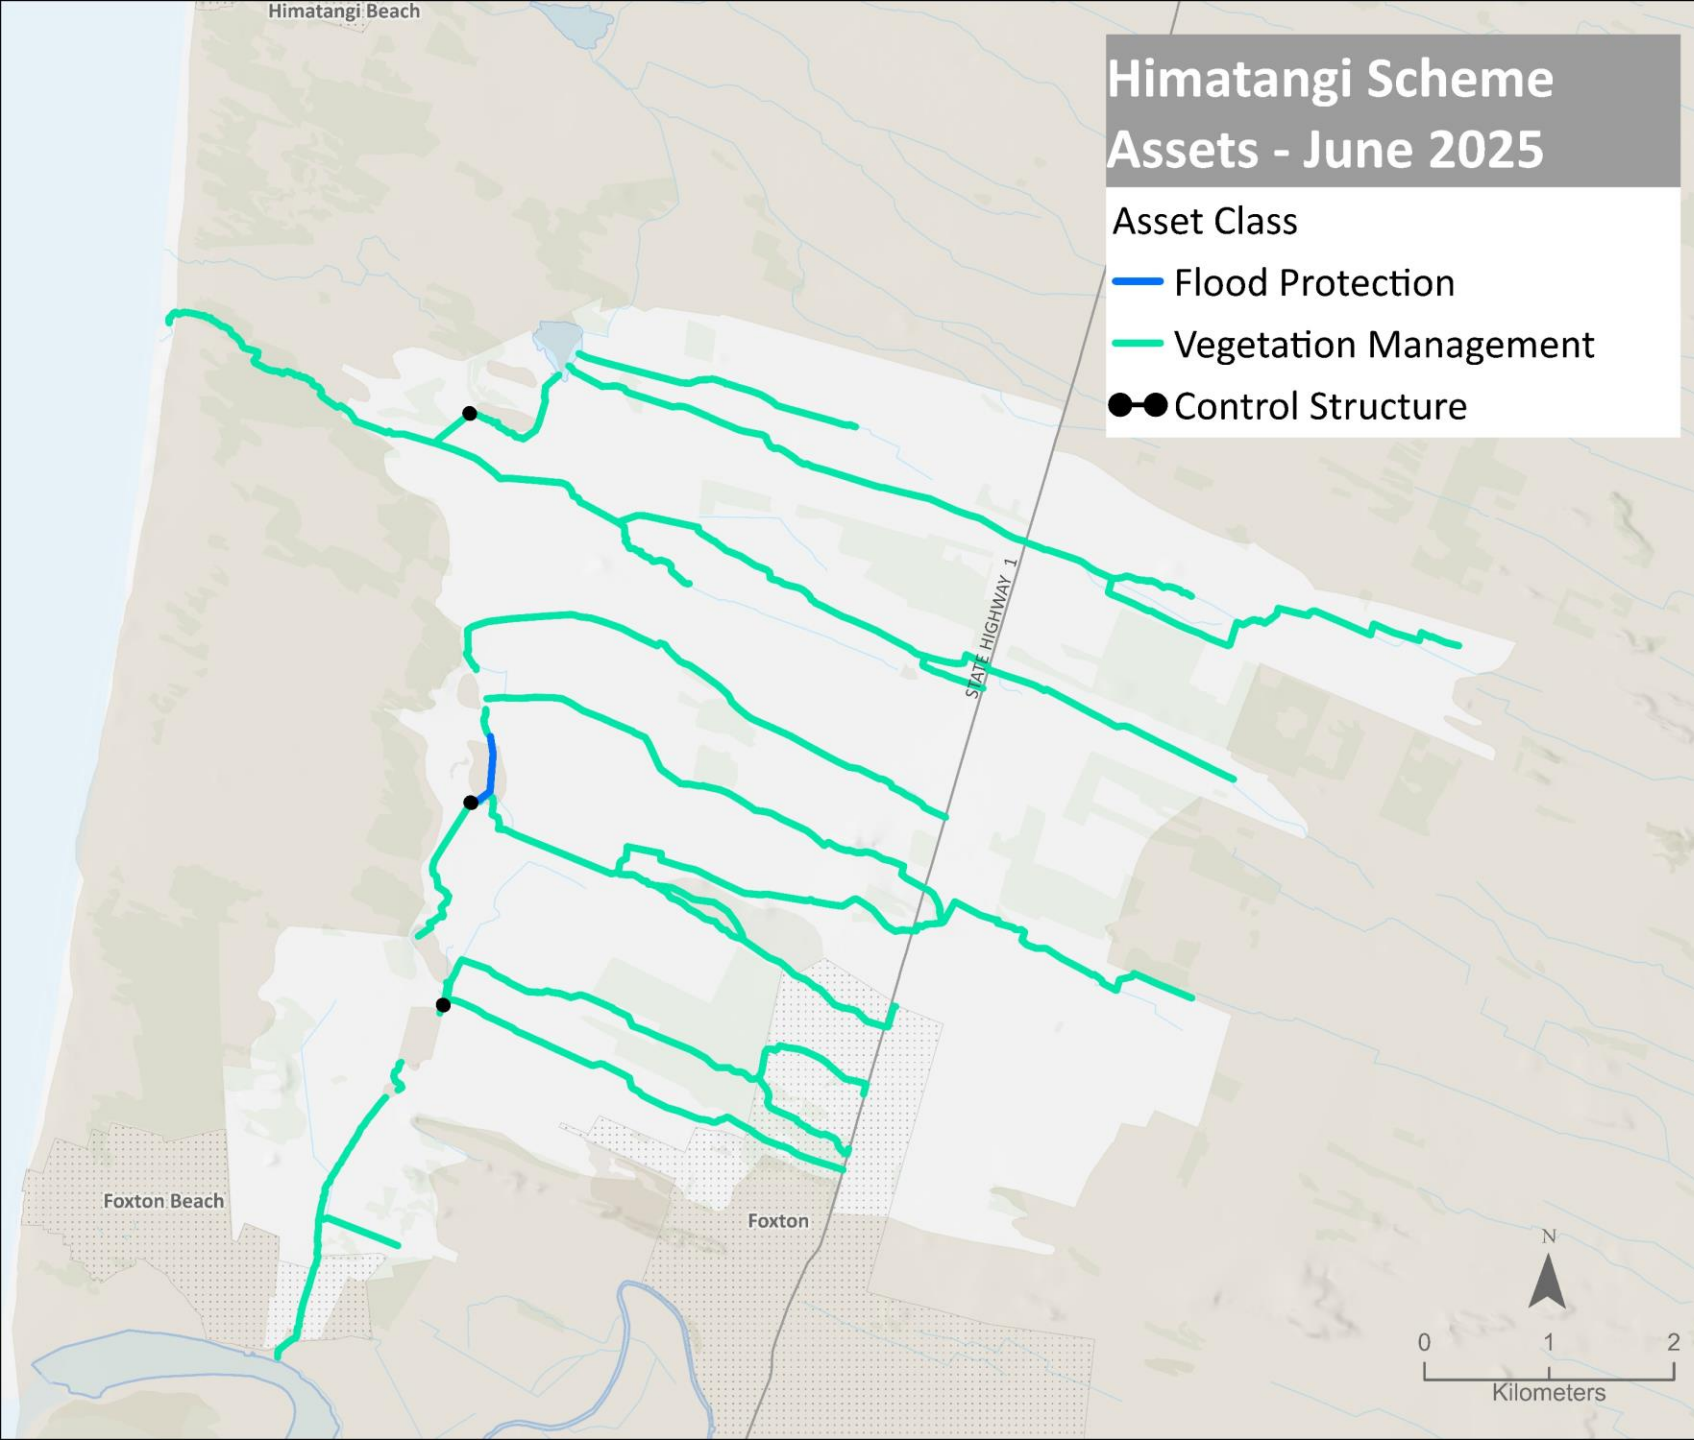 Himatangi Beach
Himatangi Scheme
Assets - June 2025
Asset Class
Flood Protection
Vegetation Management
Control Structure
STATE HIGHWAY 1
Foxton Beach
Foxton
N
0 1 2
Kilometers